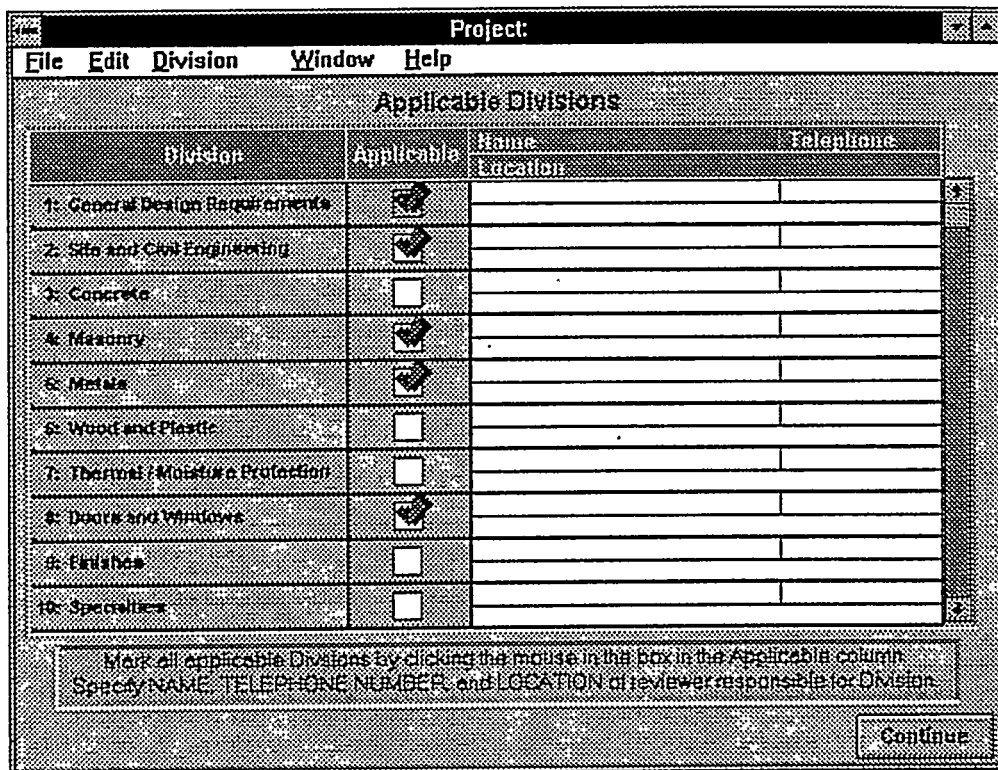 Project:
File Edit Division Window Help
Applicable Divisions
Division Applicable Name Telephone
Location
1: General Design Requirements
2: Site and Civil Engineering
3: Concrete
4: Masonry
5: Metals
6: Wood and Plastic
7: Thermal / Moisture Protection
8: Doors and Windows
9: Finishes
10: Specialties
Mark all applicable Divisions by clicking the mouse in the box in the Applicable column.
Specify NAME, TELEPHONE NUMBER, and LOCATION of reviewer responsible for Division.
Continue